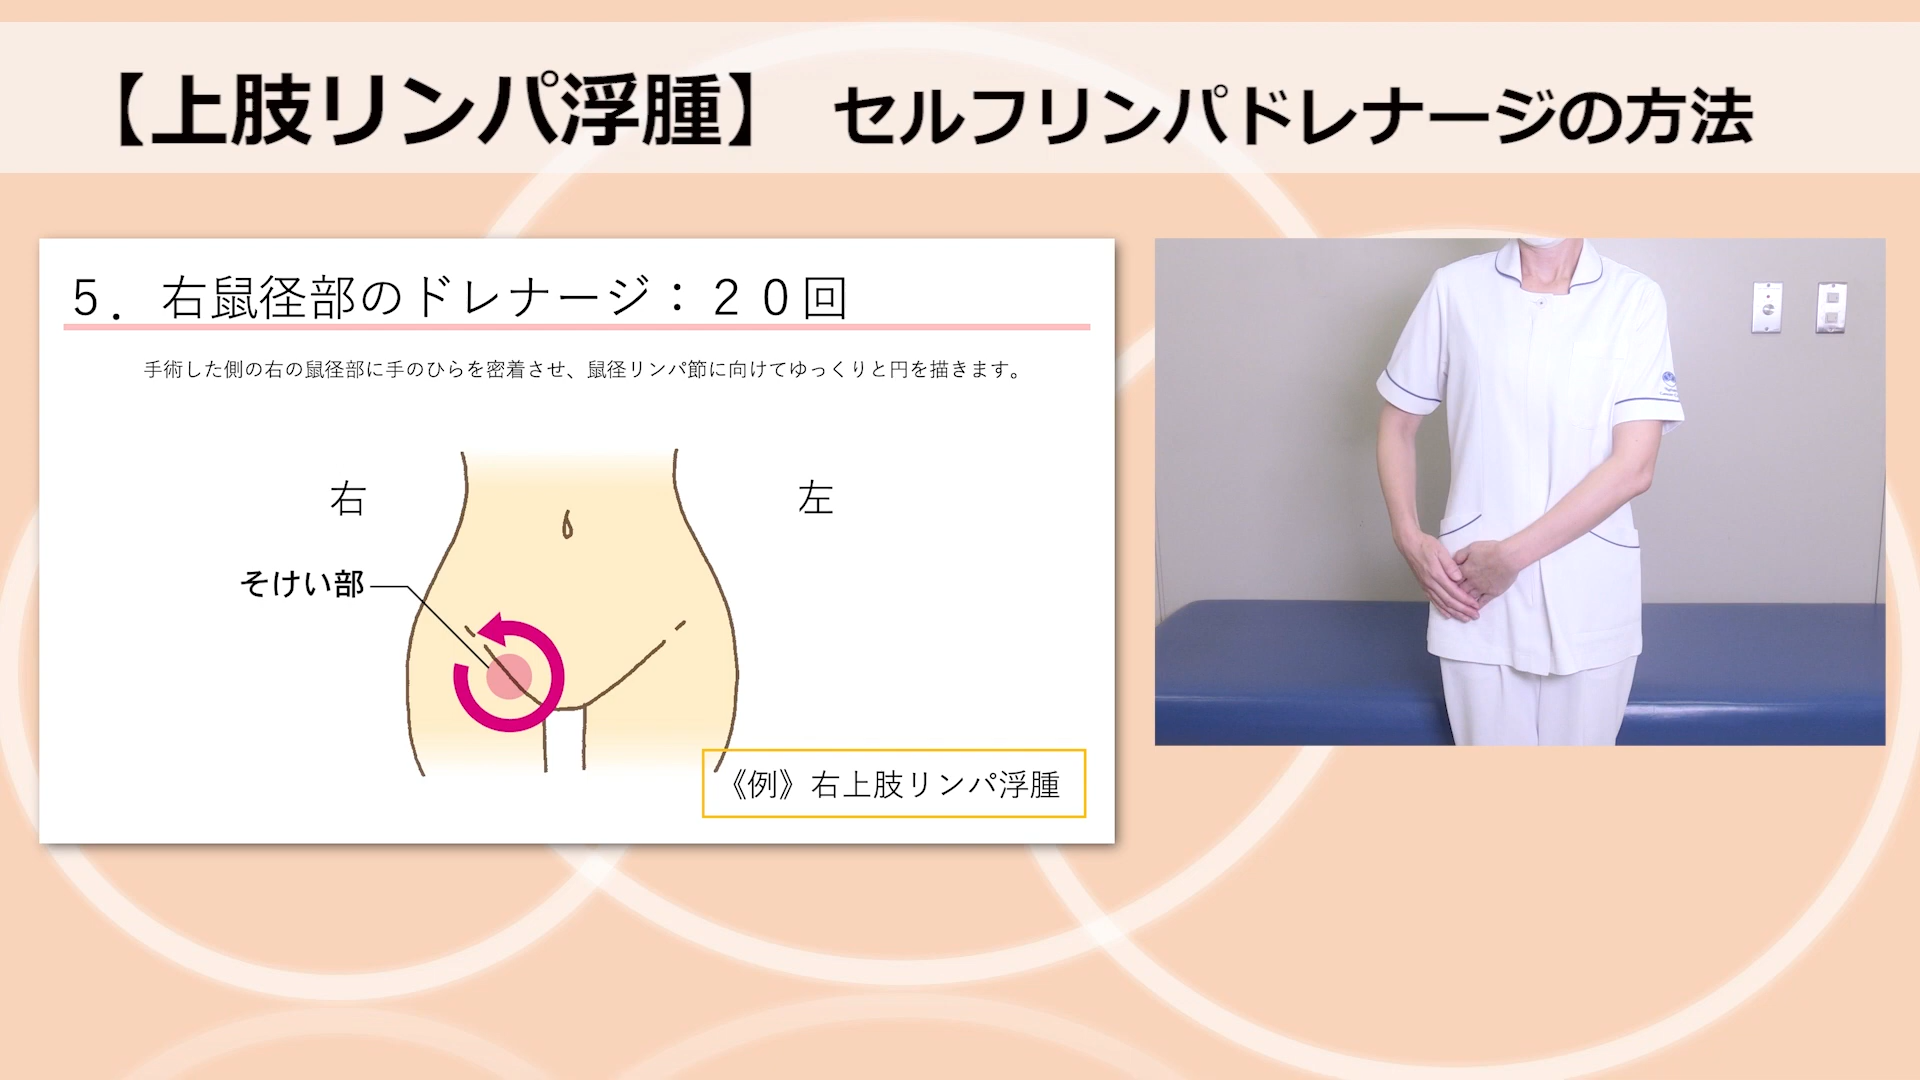 【上肢リンパ浮腫】 セルフリンパドレナージの方法
５．右鼠径部のドレナージ：２０回
手術した側の右の鼠径部に手のひらを密着させ、鼠径リンパ節に向けてゆっくりと円を描きます。
右
左
そけい部
《例》右上肢リンパ浮腫